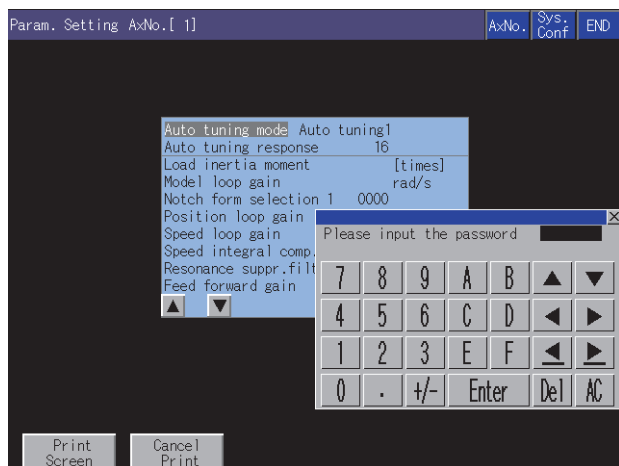 Param. Setting AxNo.[ 1]
AxNo.
Sys.
Conf
END
Auto tuning mode Auto tuning1
Auto tuning response 16
Load inertia moment [times]
Model loop gain rad/s
Notch form selection 1 0000
Position loop gain
Speed loop gain
Speed integral comp.
Resonance suppr.filt
Feed forward gain
▲ ▼
×
Please input the password
7 8 9 A B ▲ ▼
4 5 6 C D ◀ ▶
1 2 3 E F ◀ ▶
0 . +/- Enter Del AC
Print
Screen
Cancel
Print